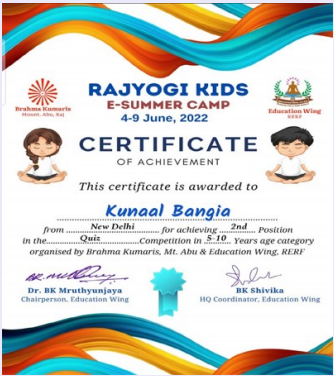 RAJYOGI KIDS
E-SUMMER CAMP
4-9 June, 2022
Brahma Kumaris
Mount. Abu, Raj
Education Wing
RERF
CERTIFICATE
OF ACHIEVEMENT
This certificate is awarded to
Kunaal Bangia
from New Delhi for achieving 2nd Position
in the Quiz Competition in 5-10 Years age category
organised by Brahma Kumaris, Mt. Abu & Education Wing, RERF
Dr. BK Mruthyunjaya
Chairperson, Education Wing
BK Shivika
HQ Coordinator, Education Wing